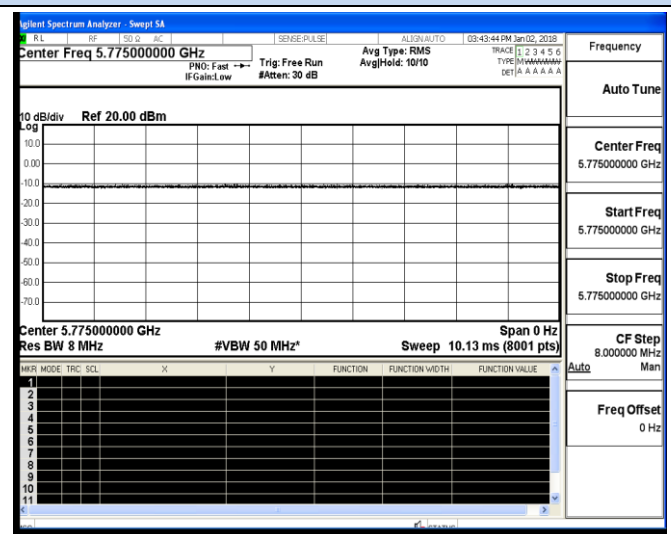 Agilent Spectrum Analyzer - Swept SA
RL RF 50 Ω AC SENSE:PULSE ALIGNAUTO 03:43:44 PM Jan 02, 2018
Center Freq 5.775000000 GHz
PNO: Fast
IFGain:Low
Trig: Free Run
#Atten: 30 dB
Avg Type: RMS
Avg|Hold: 10/10
TRACE 1 2 3 4 5 6
TYPE M
DET A A A A A A
10 dB/div Ref 20.00 dBm
Log
10.0
0.00
-10.0
-20.0
-30.0
-40.0
-50.0
-60.0
-70.0
Center 5.775000000 GHz Span 0 Hz
Res BW 8 MHz #VBW 50 MHz* Sweep 10.13 ms (8001 pts)
MKR MODE TRC SCL X Y FUNCTION FUNCTION WIDTH FUNCTION VALUE
1
2
3
4
5
6
7
8
9
10
11
Frequency
Auto Tune
Center Freq
5.775000000 GHz
Start Freq
5.775000000 GHz
Stop Freq
5.775000000 GHz
CF Step
8.000000 MHz
Auto Man
Freq Offset
0 Hz